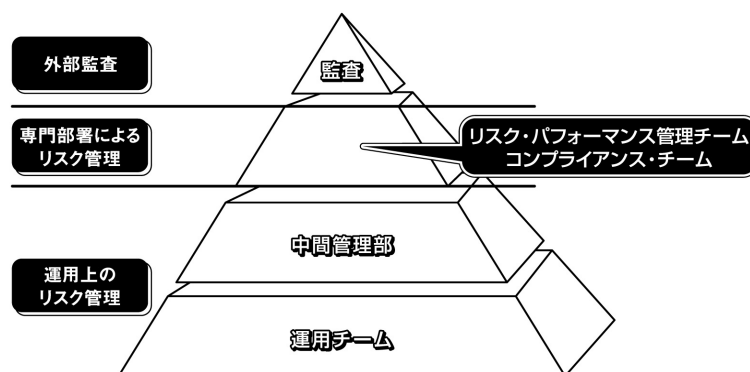 外部監査
監査
専門部署による
リスク管理
リスク・パフォーマンス管理チーム
コンプライアンス・チーム
中間管理部
運用上の
リスク管理
運用チーム